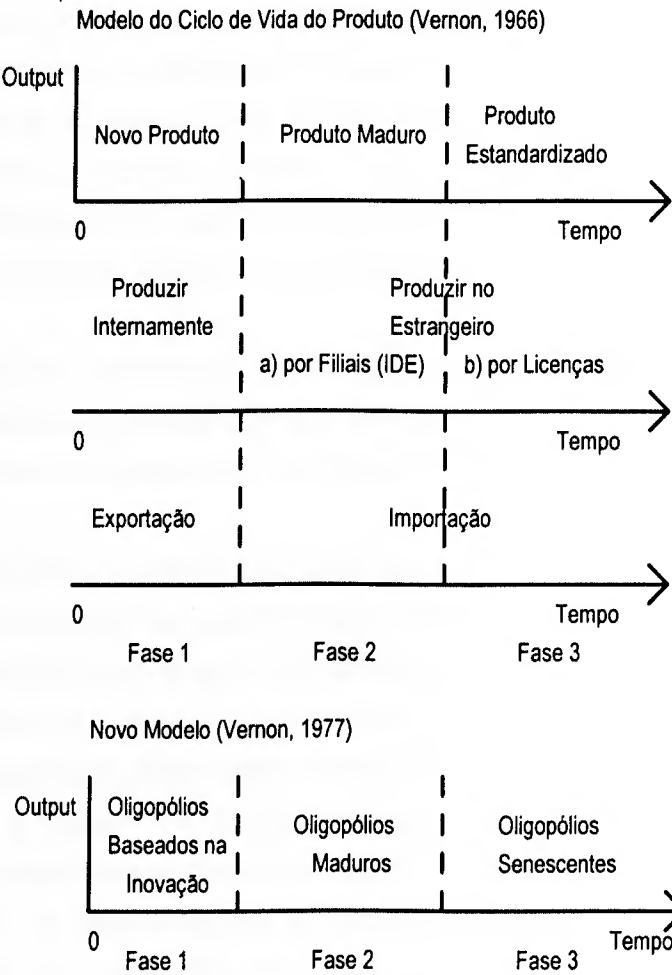 Modelo do Ciclo de Vida do Produto (Vernon, 1966)
Output
Novo Produto
Produto Maduro
Produto
Estandardizado
0
Tempo
Produzir
Internamente
Produzir no
Estrangeiro
a) por Filiais (IDE)
b) por Licenças
0
Tempo
Exportação
Importação
0
Tempo
Fase 1
Fase 2
Fase 3
Novo Modelo (Vernon, 1977)
Output
Oligopólios
Baseados na
Inovação
Oligopólios
Maduros
Oligopólios
Senescentes
0
Tempo
Fase 1
Fase 2
Fase 3